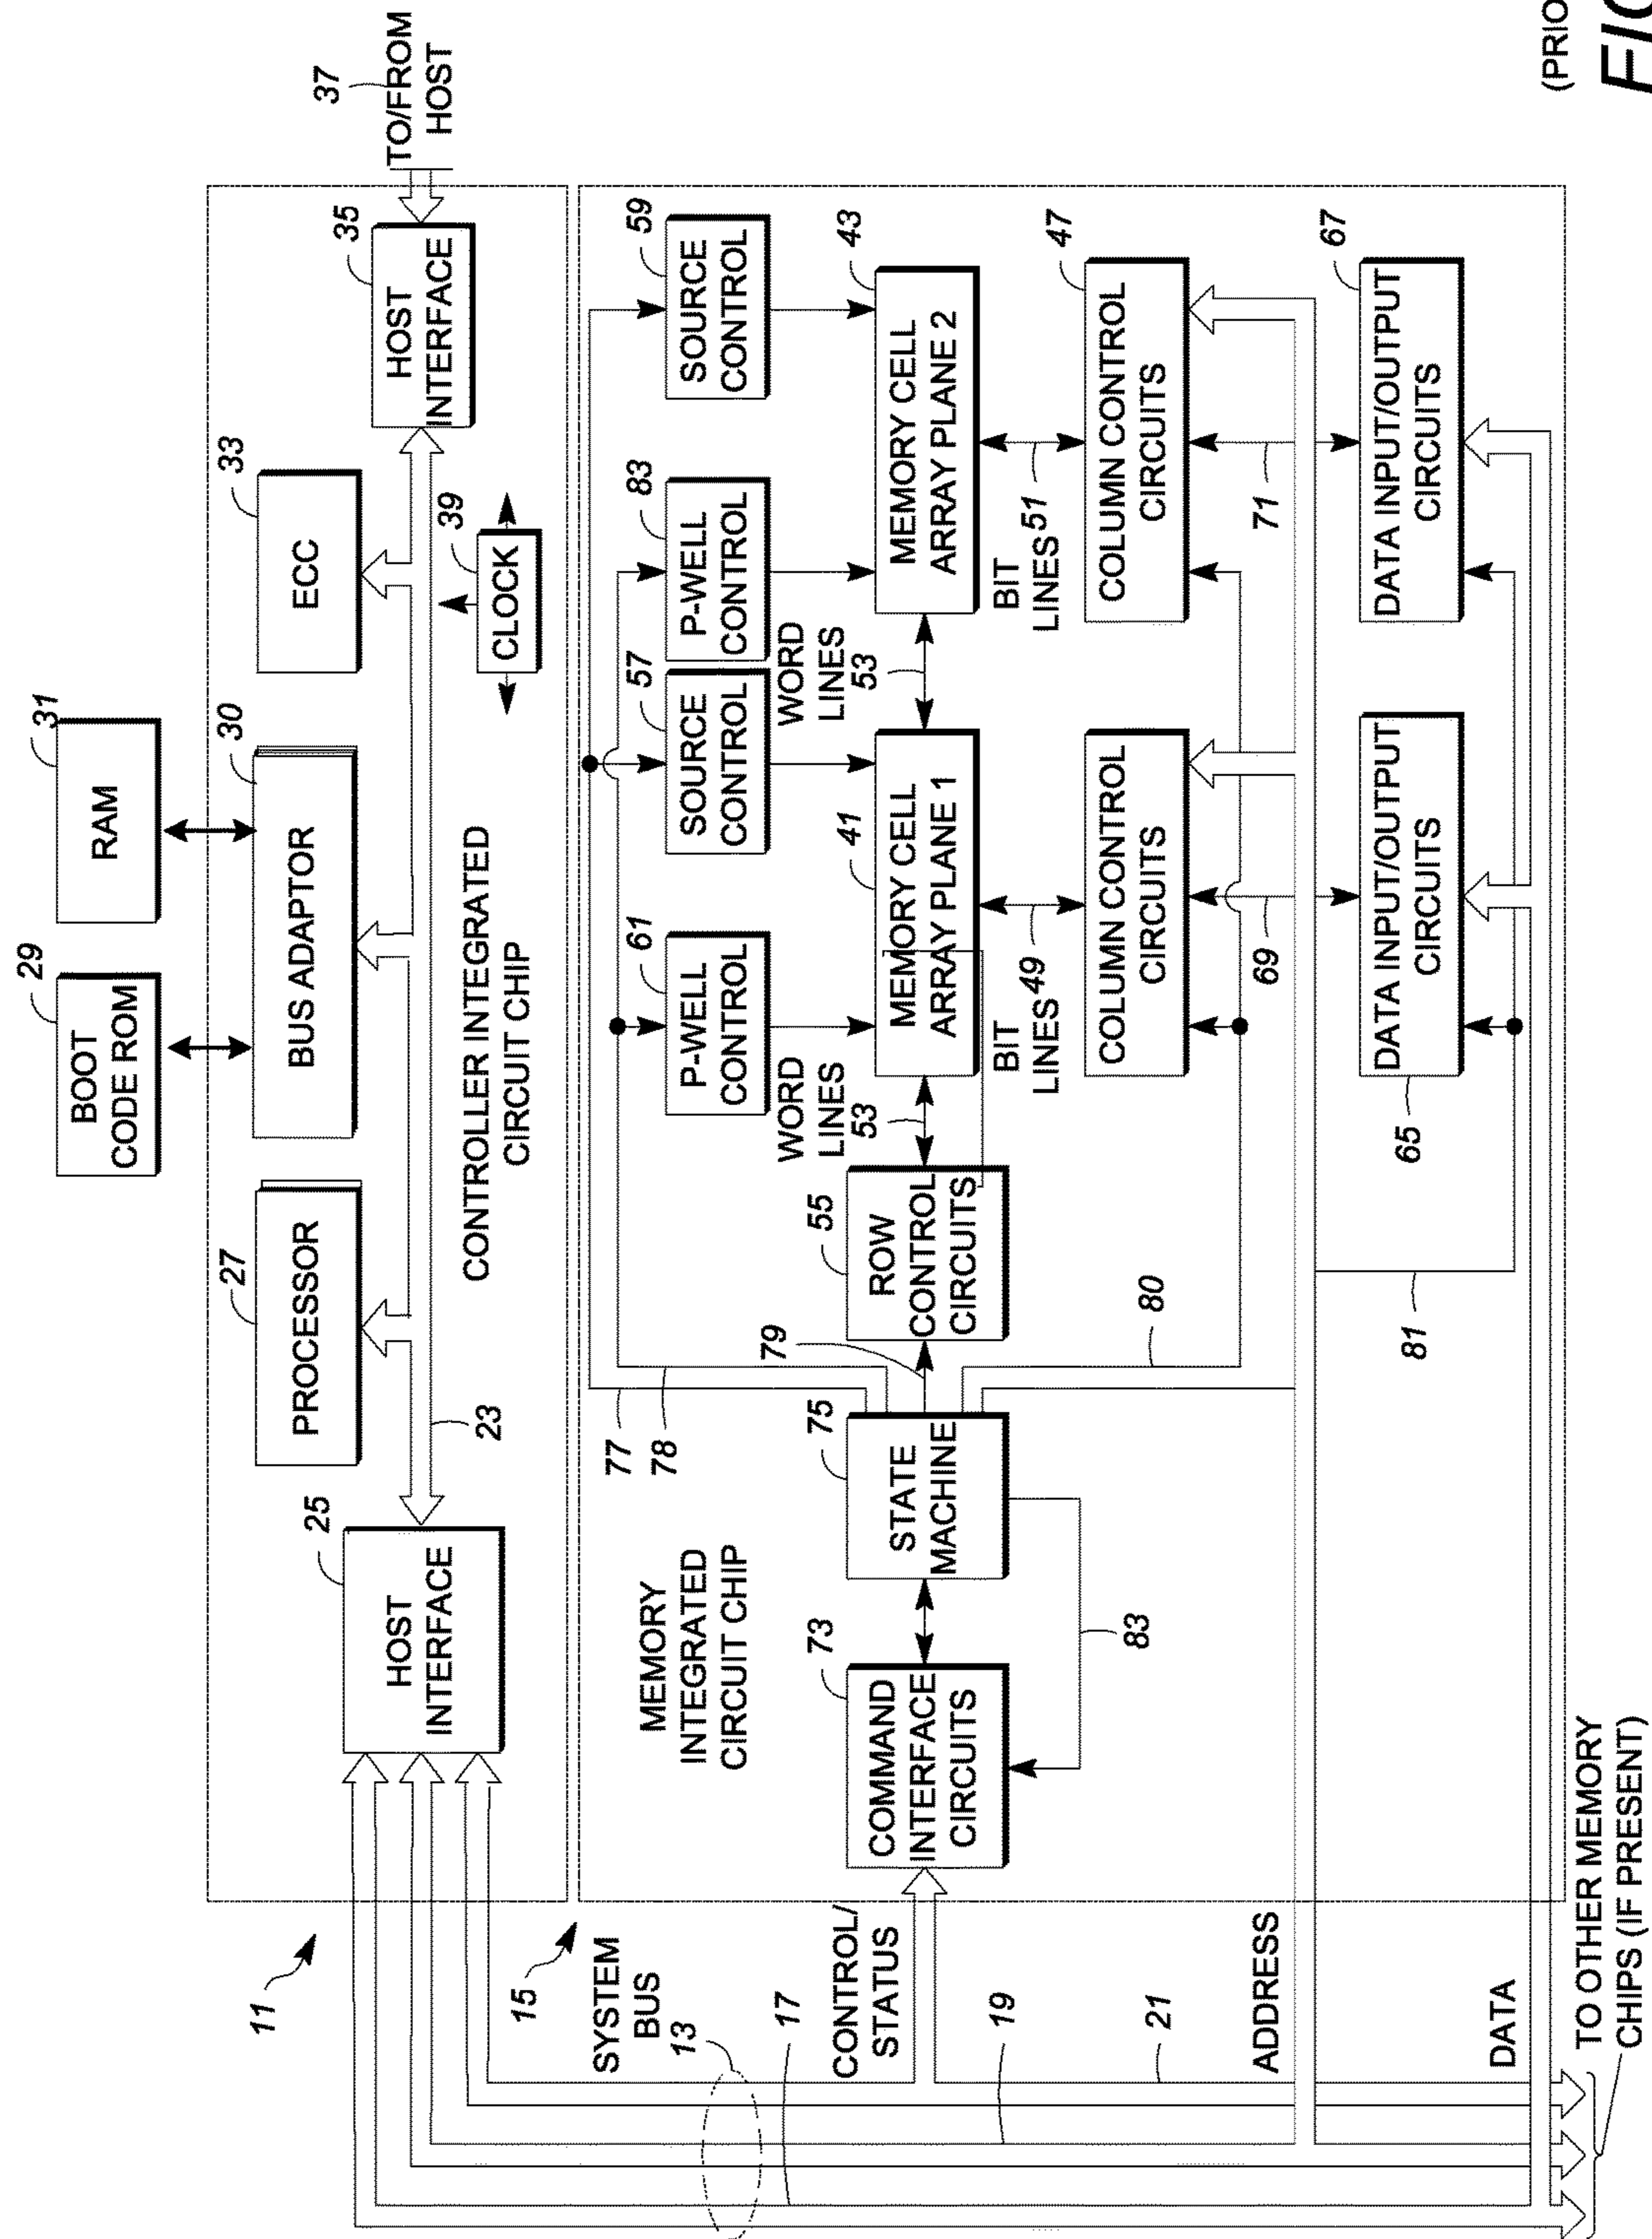 29
BOOT
CODE ROM
31
RAM
37
TO/FROM
HOST
25
HOST
INTERFACE
27
PROCESSOR
30
BUS ADAPTOR
33
ECC
35
HOST
INTERFACE
39
CLOCK
23
CONTROLLER INTEGRATED
CIRCUIT CHIP
11
15
SYSTEM
BUS
13
17
CONTROL/
STATUS
19
21
ADDRESS
DATA
TO OTHER MEMORY
CHIPS (IF PRESENT)
MEMORY
INTEGRATED
CIRCUIT CHIP
77
78
61
P-WELL
CONTROL
57
SOURCE
CONTROL
83
P-WELL
CONTROL
59
SOURCE
CONTROL
73
COMMAND
INTERFACE
CIRCUITS
75
STATE
MACHINE
83
79
55
ROW
CONTROL
CIRCUITS
WORD
LINES
53
41
MEMORY CELL
ARRAY PLANE 1
WORD
LINES
53
43
MEMORY CELL
ARRAY PLANE 2
BIT
LINES 49
BIT
LINES 51
80
COLUMN CONTROL
CIRCUITS
47
COLUMN CONTROL
CIRCUITS
69
71
81
65
DATA INPUT/OUTPUT
CIRCUITS
67
DATA INPUT/OUTPUT
CIRCUITS